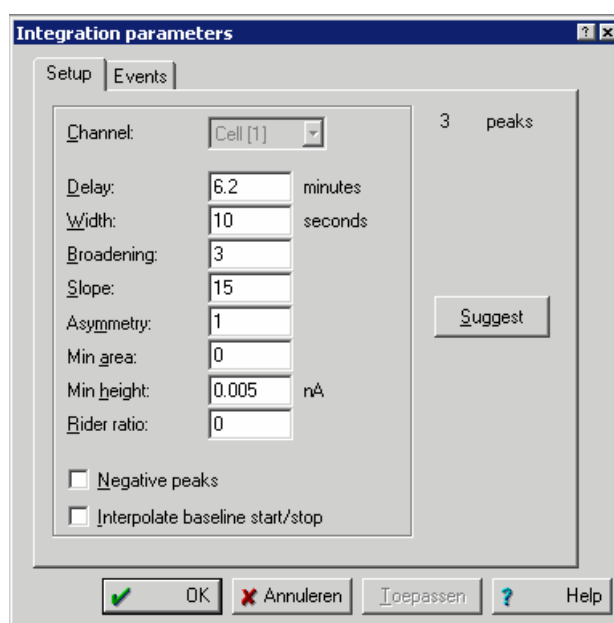 Integration parameters
Setup Events
Channel: Cell [1] 3 peaks
Delay: 6.2 minutes
Width: 10 seconds
Broadening: 3
Slope: 15
Asymmetry: 1 Suggest
Min area: 0
Min height: 0.005 nA
Rider ratio: 0
Negative peaks
Interpolate baseline start/stop
OK Annuleren Toepassen ? Help